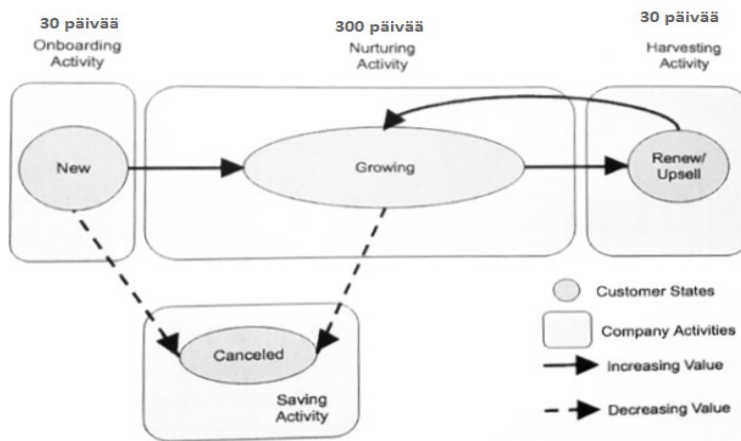 30 päivää
Onboarding
Activity
300 päivää
Nurturing
Activity
30 päivää
Harvesting
Activity
New
Growing
Renew/
Upsell
Canceled
Saving
Activity
Customer States
Company Activities
Increasing Value
Decreasing Value